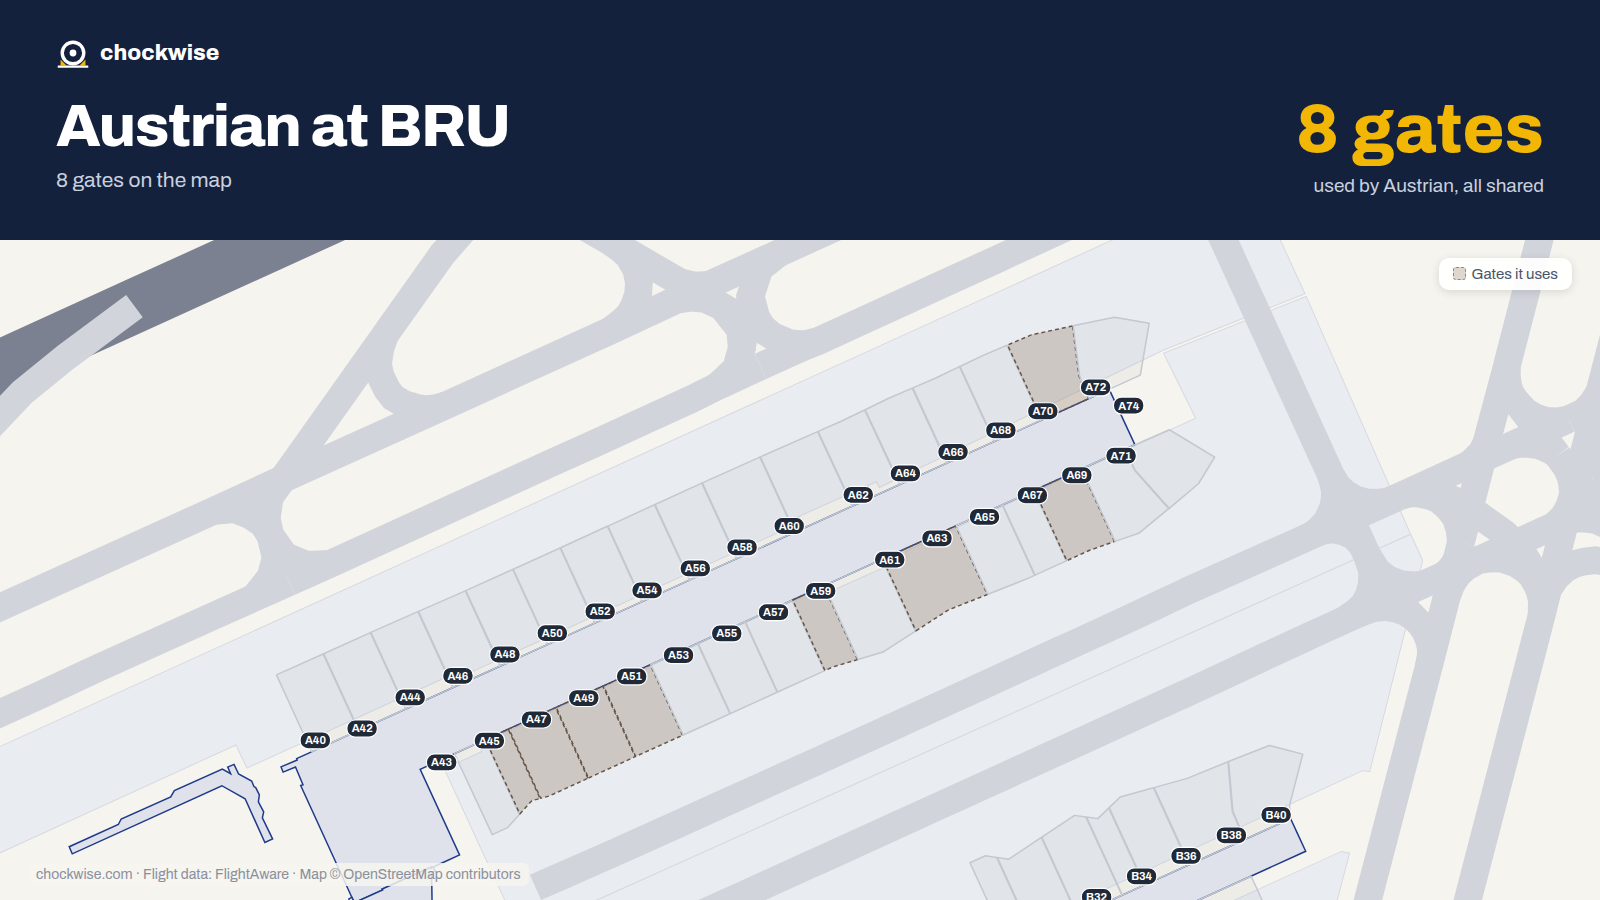 chockwise
Austrian at BRU
8 gates on the map
8 gates
used by Austrian, all shared
Gates it uses
A72
A74
A70
A68
A71
A66
A64
A69
A62
A67
A60
A65
A58
A63
A56
A61
A54
A59
A52
A57
A50
A55
A48
A53
A46
A51
A44
A49
A42
A47
A40
A45
A43
B40
B38
B36
B34
B32
chockwise.com · Flight data: FlightAware · Map © OpenStreetMap contributors